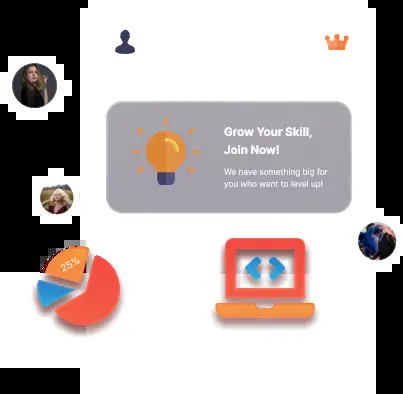 Grow Your Skill,
Join Now!
We have something big for
you who want to level up!
25%